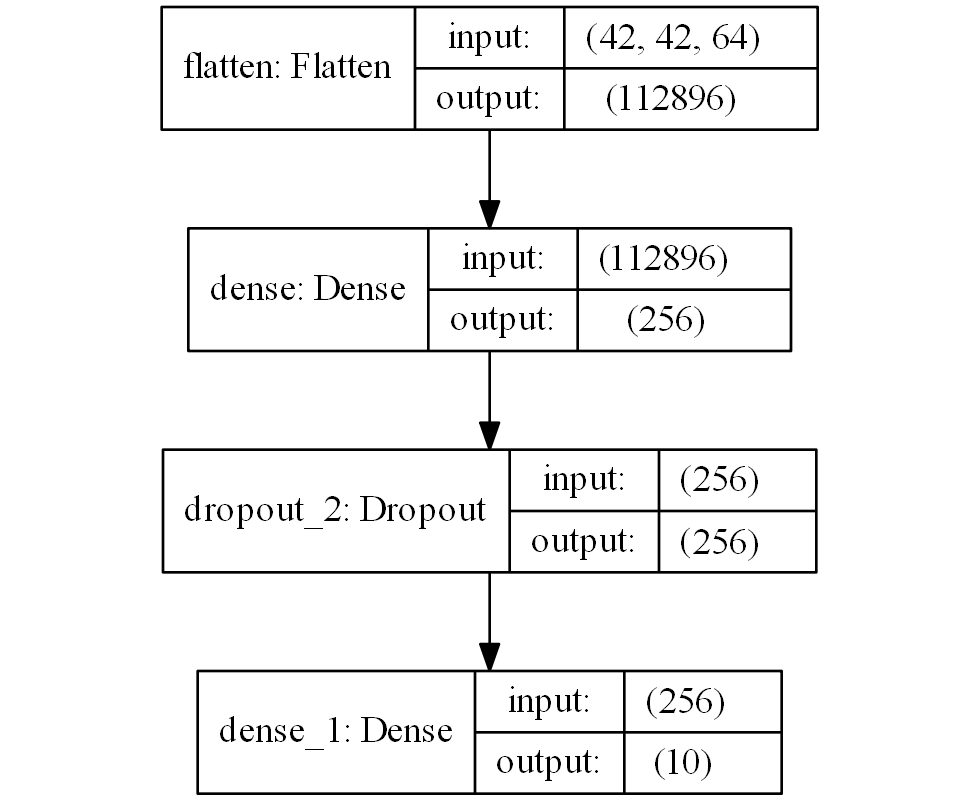 flatten: Flatten
input: (42, 42, 64)
output: (112896)
dense: Dense
input: (112896)
output: (256)
dropout_2: Dropout
input: (256)
output: (256)
dense_1: Dense
input: (256)
output: (10)